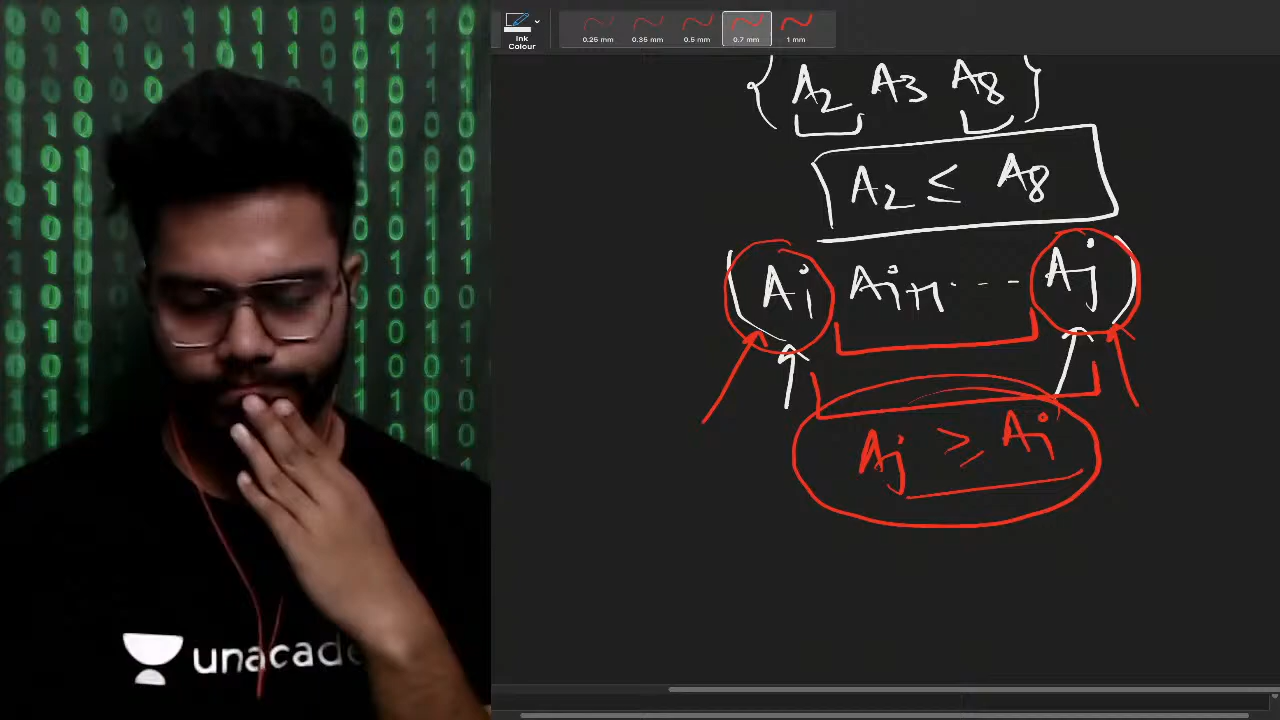 Ink
Colour
0.25 mm 0.35 mm 0.5 mm 0.7 mm 1 mm
{ A2 A3 A8 }
A2 ≤ A8
( Ai Ai+1 --- Aj )
Aj ≥ Ai
unacade